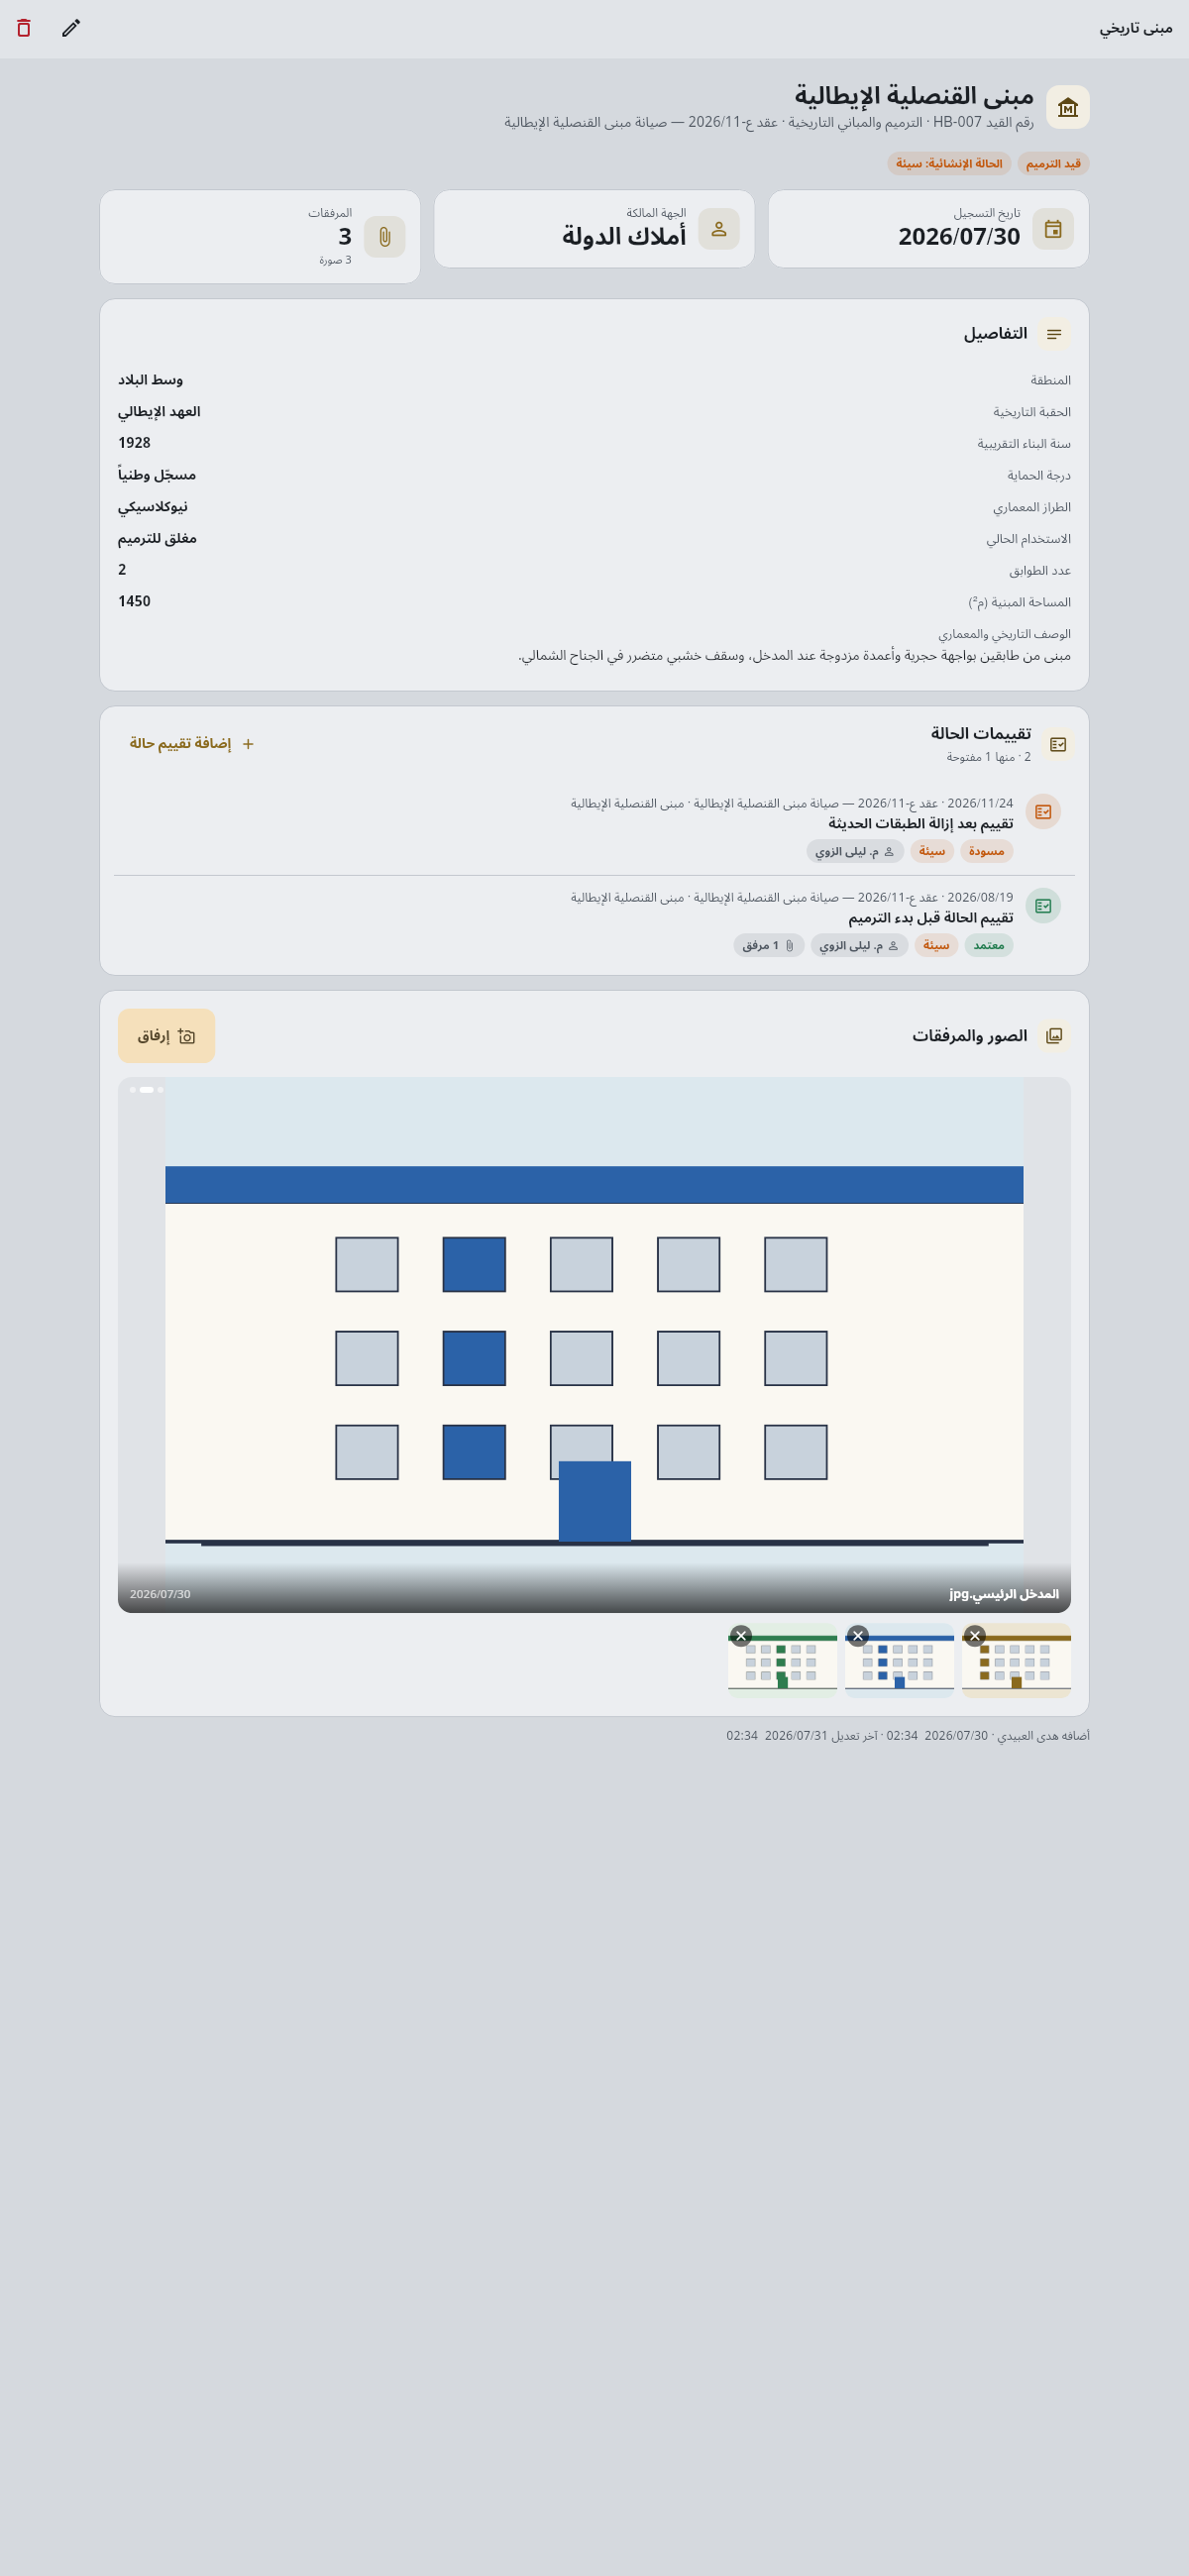 مبنى تاريخي
مبنى القنصلية الإيطالية
رقم القيد HB-007 · الترميم والمباني التاريخية · عقد ع-2026/11 — صيانة مبنى القنصلية الإيطالية
قيد الترميم
الحالة الإنشائية: سيئة
تاريخ التسجيل
2026/07/30
الجهة المالكة
أملاك الدولة
المرفقات
3
3 صورة
التفاصيل
المنطقة وسط البلاد
الحقبة التاريخية العهد الإيطالي
سنة البناء التقريبية 1928
درجة الحماية مسجّل وطنياً
الطراز المعماري نيوكلاسيكي
الاستخدام الحالي مغلق للترميم
عدد الطوابق 2
المساحة المبنية (م²) 1450
الوصف التاريخي والمعماري
مبنى من طابقين بواجهة حجرية وأعمدة مزدوجة عند المدخل، وسقف خشبي متضرر في الجناح الشمالي.
تقييمات الحالة
2 · منها 1 مفتوحة
إضافة تقييم حالة
2026/11/24 · عقد ع-2026/11 — صيانة مبنى القنصلية الإيطالية · مبنى القنصلية الإيطالية
تقييم بعد إزالة الطبقات الحديثة
مسودة سيئة م. ليلى الزوي
2026/08/19 · عقد ع-2026/11 — صيانة مبنى القنصلية الإيطالية · مبنى القنصلية الإيطالية
تقييم الحالة قبل بدء الترميم
معتمد سيئة م. ليلى الزوي 1 مرفق
الصور والمرفقات
إرفاق
المدخل الرئيسي.jpg 2026/07/30
أضافه هدى العبيدي · 2026/07/30 02:34 · آخر تعديل 2026/07/31 02:34